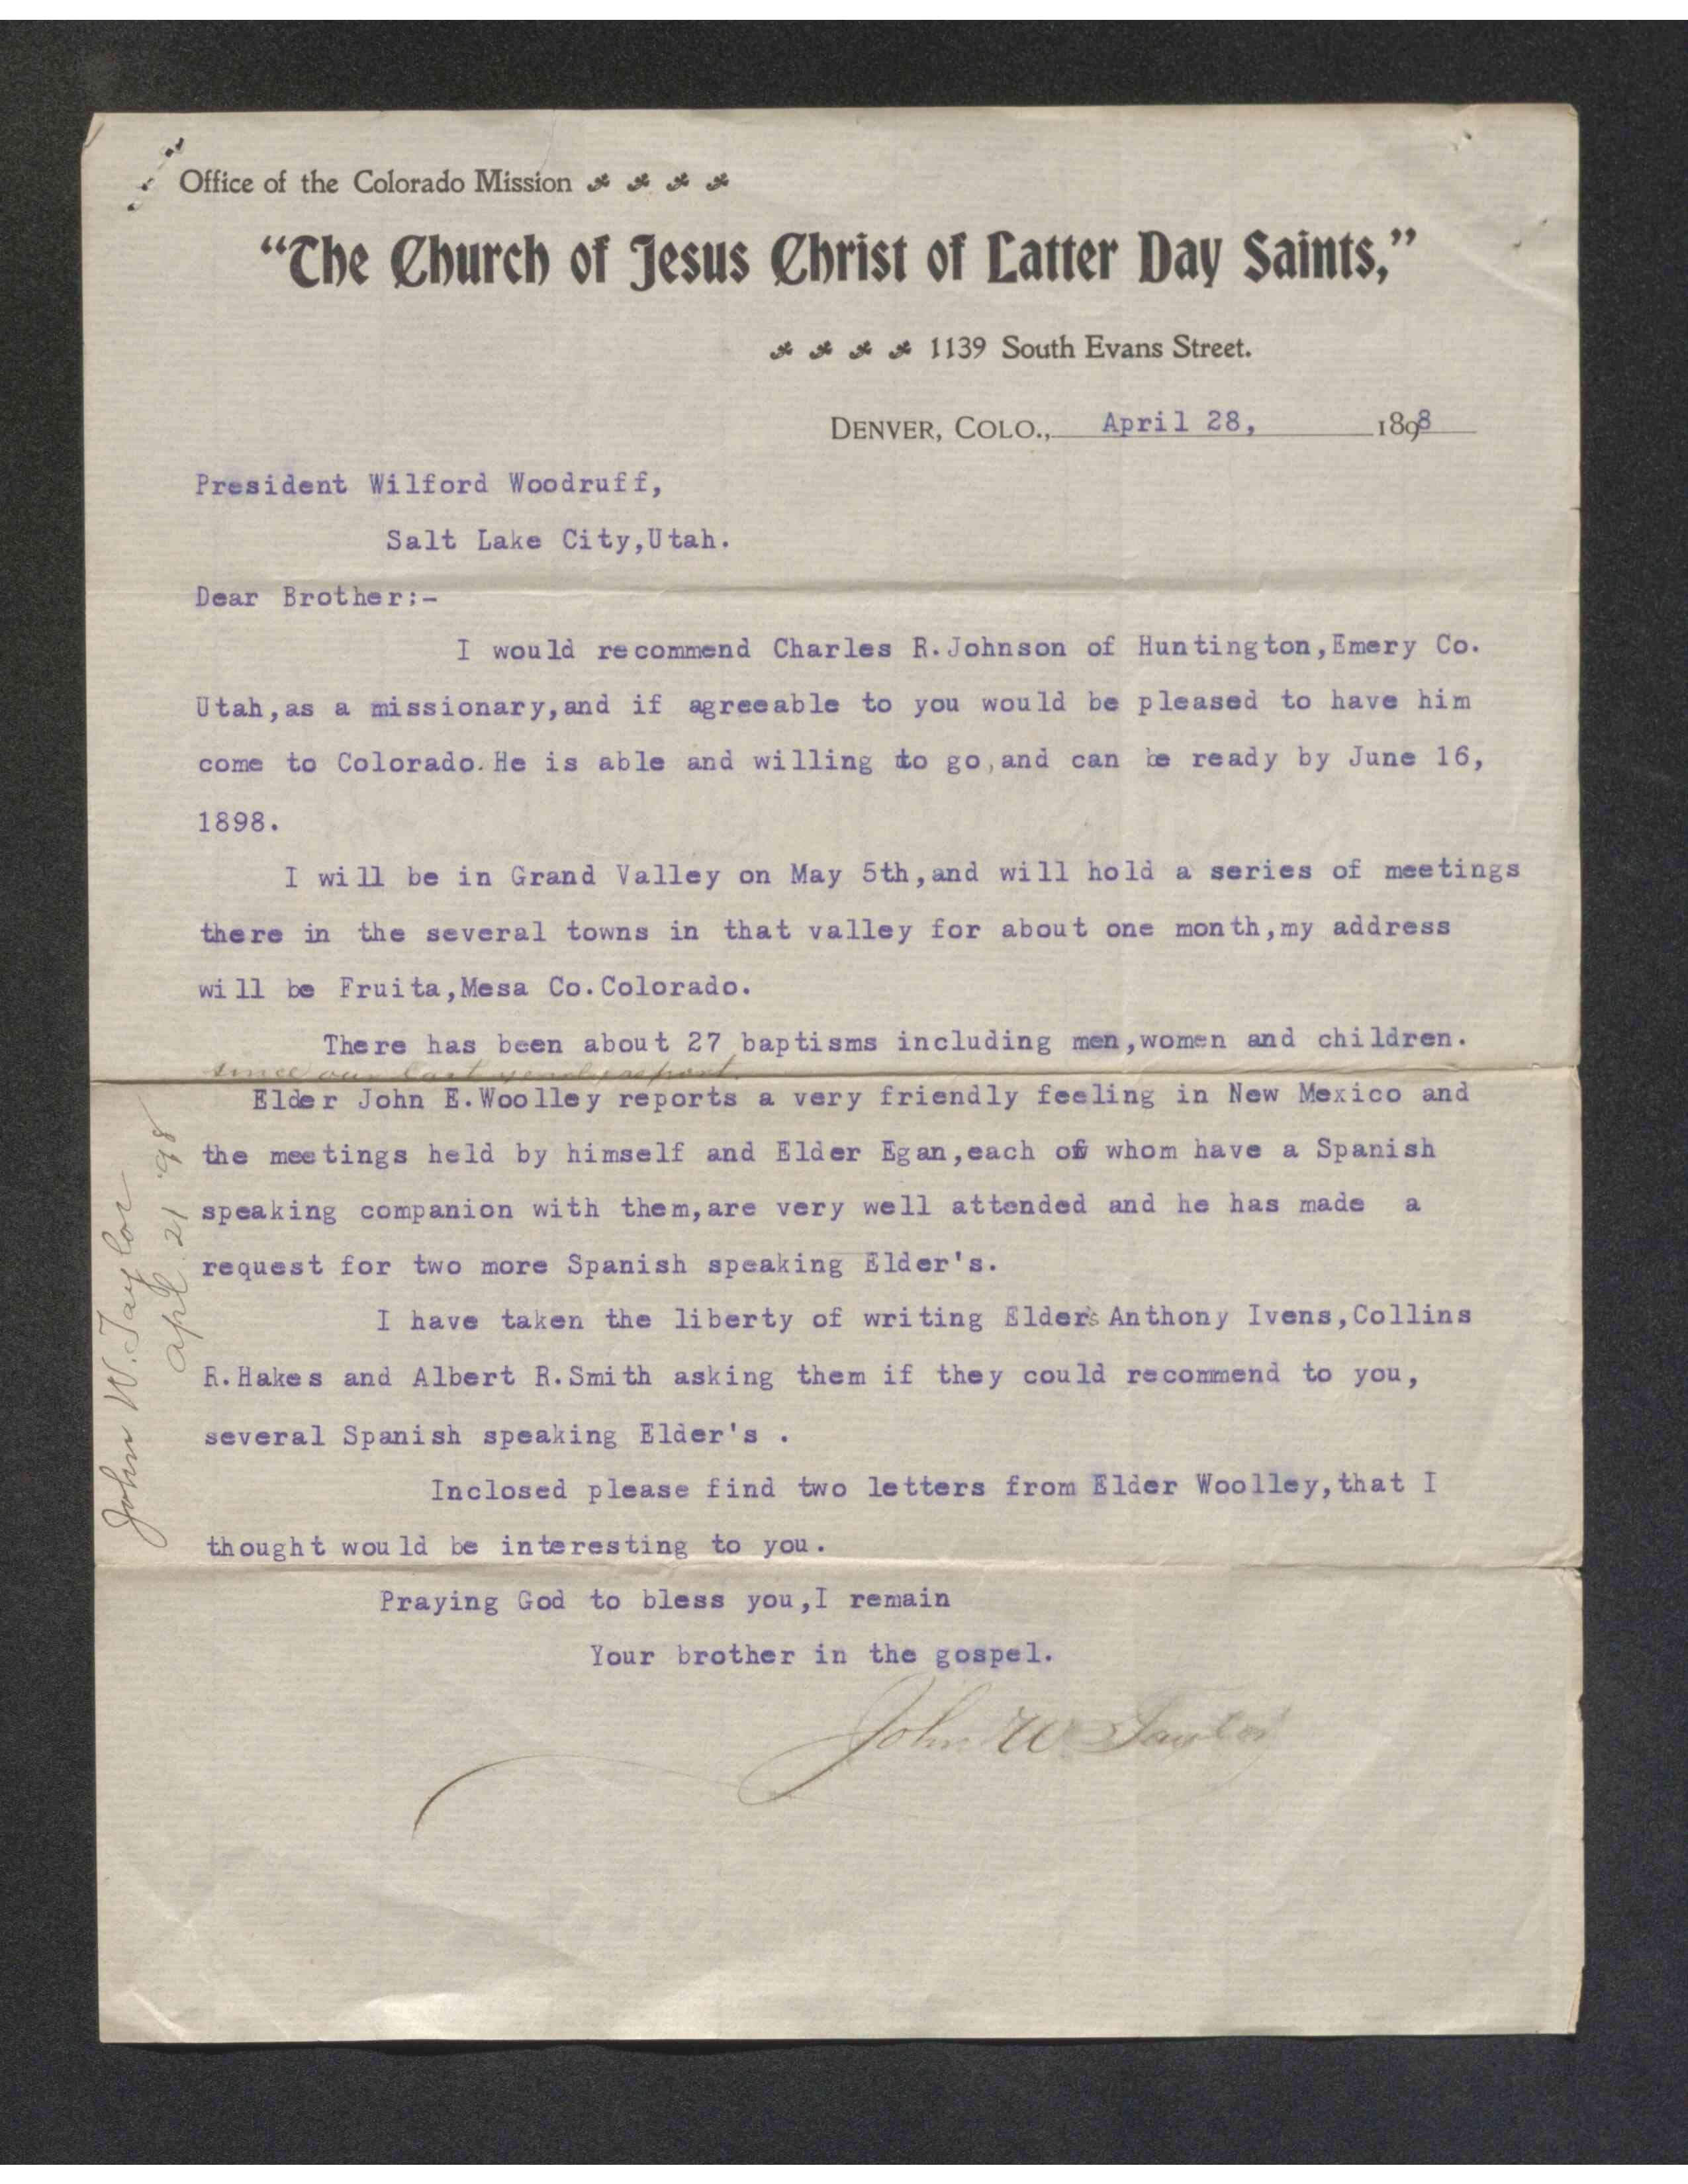 Office of the Colorado Mission
“The Church of Jesus Christ of Latter Day Saints,”
1139 South Evans Street.
DENVER, COLO., April 28, 1898
President Wilford Woodruff,
Salt Lake City,Utah.
Dear Brother:-
I would recommend Charles R.Johnson of Huntington,Emery Co.
Utah,as a missionary,and if agreeable to you would be pleased to have him
come to Colorado.He is able and willing to go,and can be ready by June 16,
1898.
I will be in Grand Valley on May 5th,and will hold a series of meetings
there in the several towns in that valley for about one month,my address
will be Fruita,Mesa Co.Colorado.
There has been about 27 baptisms including men,women and children.
since our last report
Elder John E.Woolley reports a very friendly feeling in New Mexico and
the meetings held by himself and Elder Egan,each of whom have a Spanish
speaking companion with them,are very well attended and he has made a
request for two more Spanish speaking Elder's.
I have taken the liberty of writing Elder's Anthony Ivens,Collins
R.Hakes and Albert R.Smith asking them if they could recommend to you,
several Spanish speaking Elder's .
Inclosed please find two letters from Elder Woolley,that I
thought would be interesting to you.
Praying God to bless you,I remain
Your brother in the gospel.
John W. Taylor
John W. Taylor
Apl. 21 '98